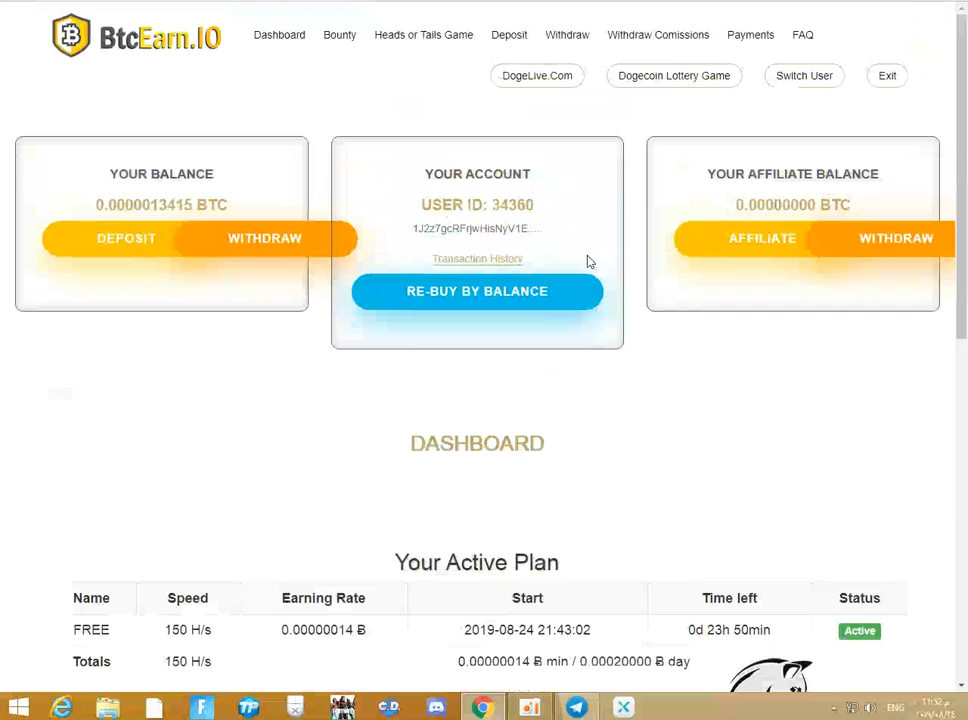 BtcEarn.IO
Dashboard Bounty Heads or Tails Game Deposit Withdraw Withdraw Comissions Payments FAQ
DogeLive.Com Dogecoin Lottery Game Switch User Exit
YOUR BALANCE
0.0000013415 BTC
DEPOSIT WITHDRAW
YOUR ACCOUNT
USER ID: 34360
1J2z7gcRFrjwHisNyV1E....
Transaction History
RE-BUY BY BALANCE
YOUR AFFILIATE BALANCE
0.00000000 BTC
AFFILIATE WITHDRAW
DASHBOARD
Your Active Plan
Name Speed Earning Rate Start Time left Status
FREE 150 H/s 0.00000014 Ƀ 2019-08-24 21:43:02 0d 23h 50min Active
Totals 150 H/s 0.00000014 Ƀ min / 0.00020000 Ƀ day
C.D.
ENG